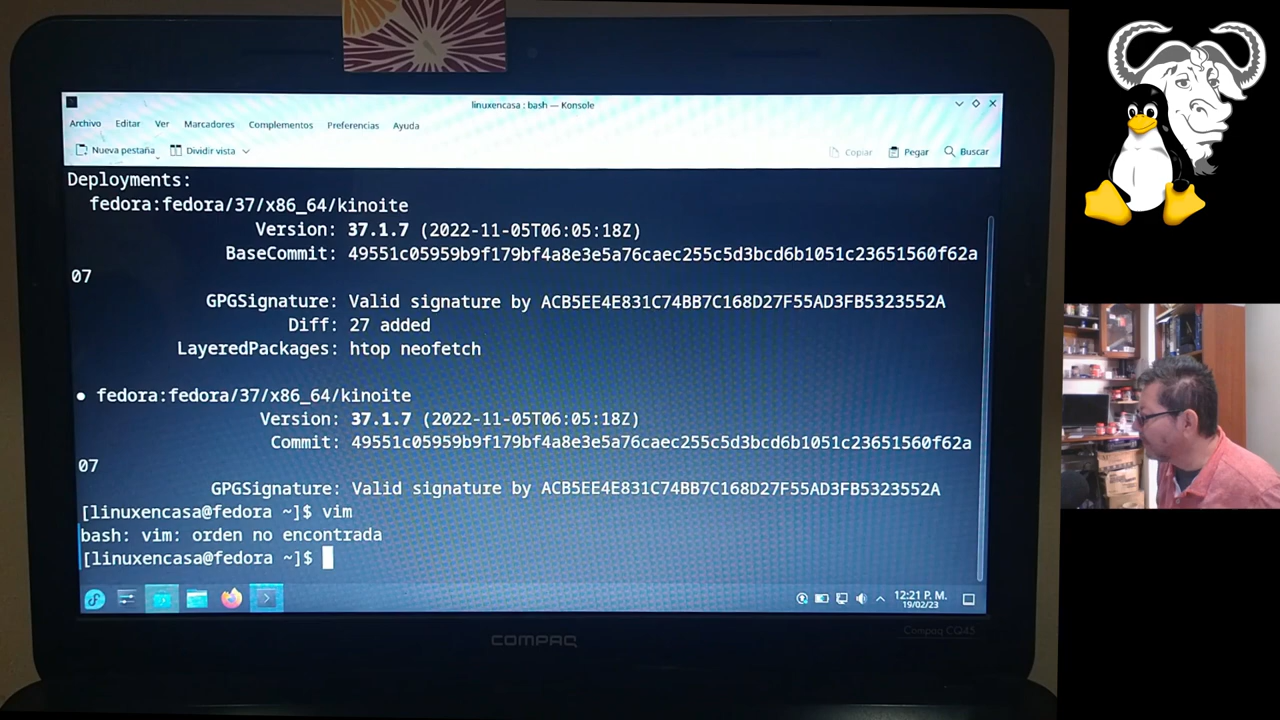 linuxencasa : bash — Konsole
Archivo Editar Ver Marcadores Complementos Preferencias Ayuda
Nueva pestaña Dividir vista Copiar Pegar Buscar
Deployments:
fedora:fedora/37/x86_64/kinoite
Version: 37.1.7 (2022-11-05T06:05:18Z)
BaseCommit: 49551c05959b9f179bf4a8e3e5a76caec255c5d3bcd6b1051c23651560f62a
07
GPGSignature: Valid signature by ACB5EE4E831C74BB7C168D27F55AD3FB5323552A
Diff: 27 added
LayeredPackages: htop neofetch
● fedora:fedora/37/x86_64/kinoite
Version: 37.1.7 (2022-11-05T06:05:18Z)
Commit: 49551c05959b9f179bf4a8e3e5a76caec255c5d3bcd6b1051c23651560f62a
07
GPGSignature: Valid signature by ACB5EE4E831C74BB7C168D27F55AD3FB5323552A
[linuxencasa@fedora ~]$ vim
bash: vim: orden no encontrada
[linuxencasa@fedora ~]$
12:21 P. M.
19/02/23
COMPAQ
Compaq CQ45